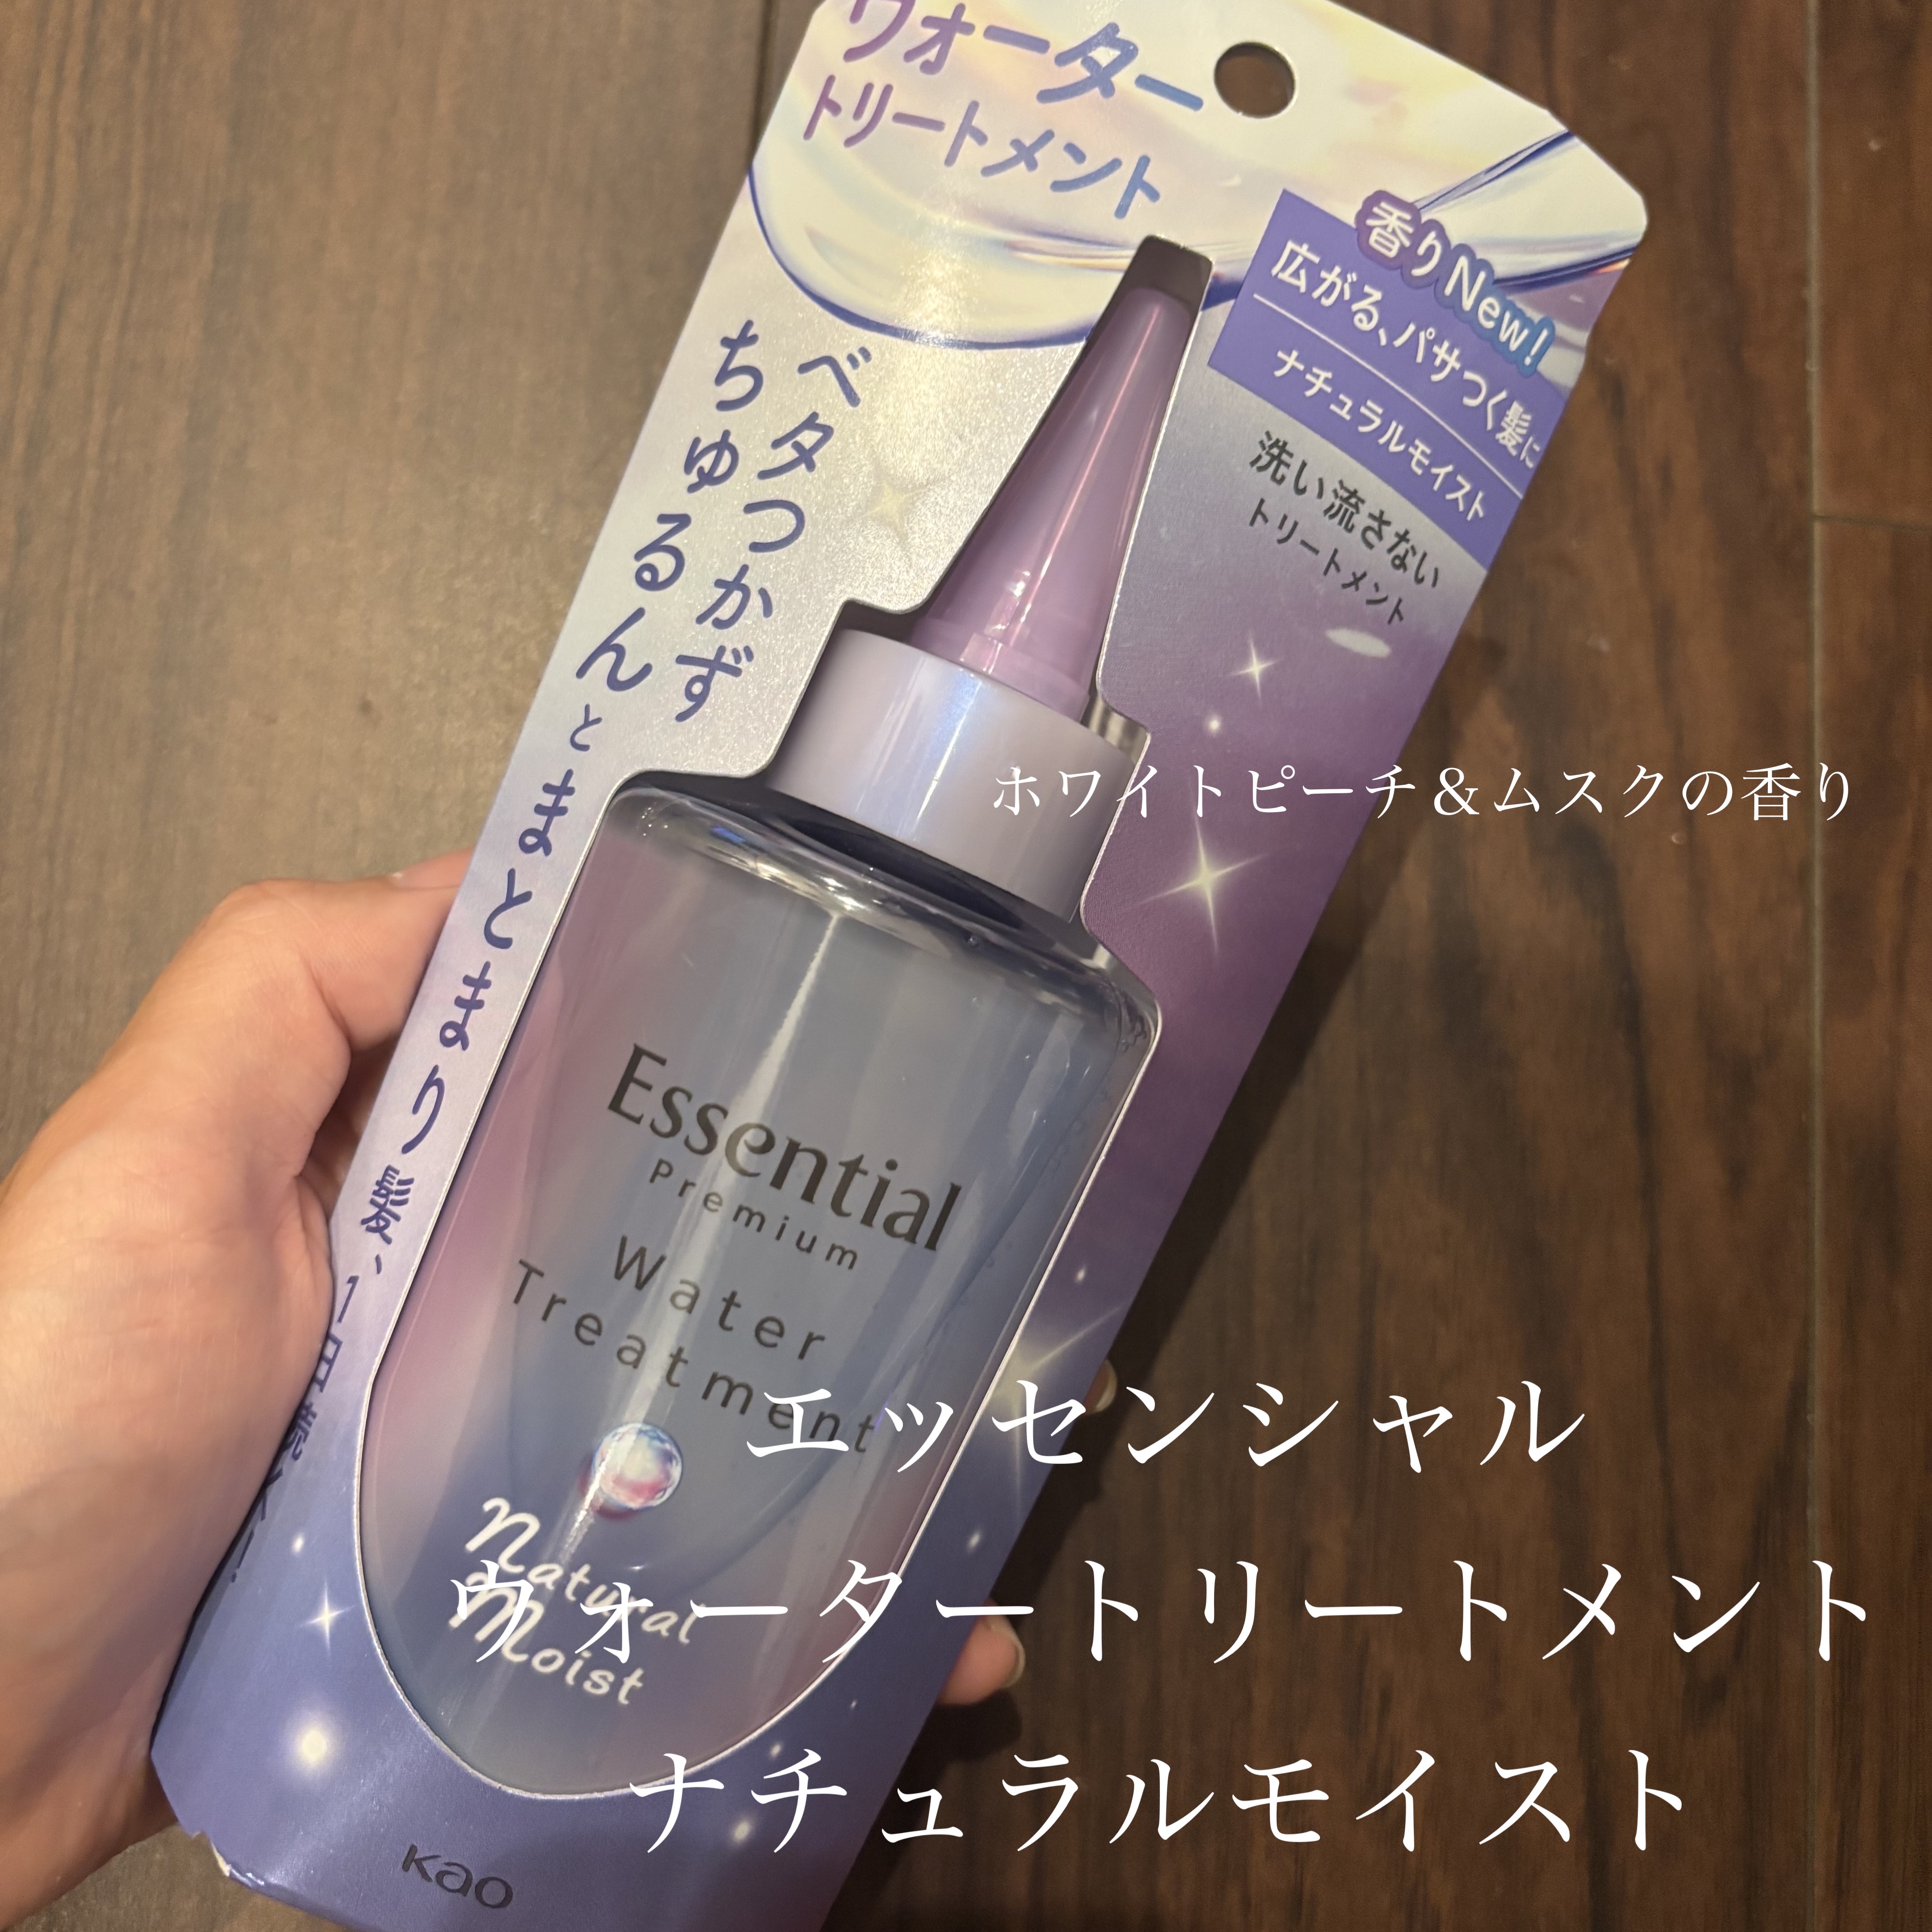 ウォーター
トリートメント
香りNew!
広がる、パサつく髪に
ナチュラルモイスト
洗い流さない
トリートメント
ベタつかず
ちゅるんとまとまり髪、
ホワイトピーチ＆ムスクの香り
Essential
Premium
Water
Treatment
Natural
Moist
エッセンシャル
ウォータートリートメント
ナチュラルモイスト
Kao